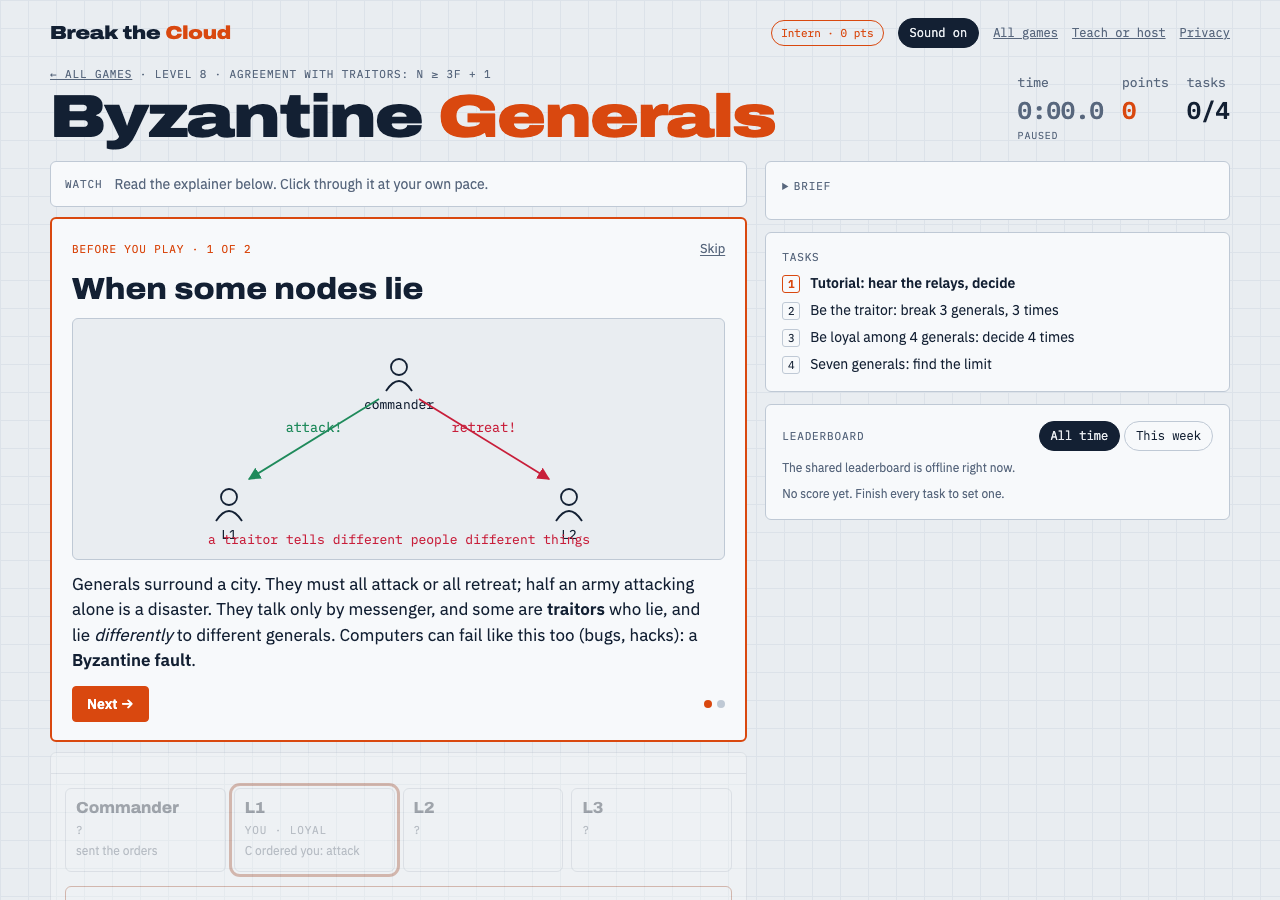 Break the Cloud
Intern · 0 pts
Sound on
All games
Teach or host
Privacy
← ALL GAMES · LEVEL 8 · AGREEMENT WITH TRAITORS: N ≥ 3F + 1
Byzantine Generals
time
0:00.0
PAUSED
points
0
tasks
0/4
WATCH Read the explainer below. Click through it at your own pace.
BEFORE YOU PLAY · 1 OF 2
Skip
When some nodes lie
commander
attack!
retreat!
L1
L2
a traitor tells different people different things
Generals surround a city. They must all attack or all retreat; half an army attacking
alone is a disaster. They talk only by messenger, and some are traitors who lie, and
lie differently to different generals. Computers can fail like this too (bugs, hacks): a
Byzantine fault.
Next →
Commander
?
sent the orders
L1
YOU · LOYAL
C ordered you: attack
L2
?
L3
?
▶ BRIEF
TASKS
1 Tutorial: hear the relays, decide
2 Be the traitor: break 3 generals, 3 times
3 Be loyal among 4 generals: decide 4 times
4 Seven generals: find the limit
LEADERBOARD
All time
This week
The shared leaderboard is offline right now.
No score yet. Finish every task to set one.